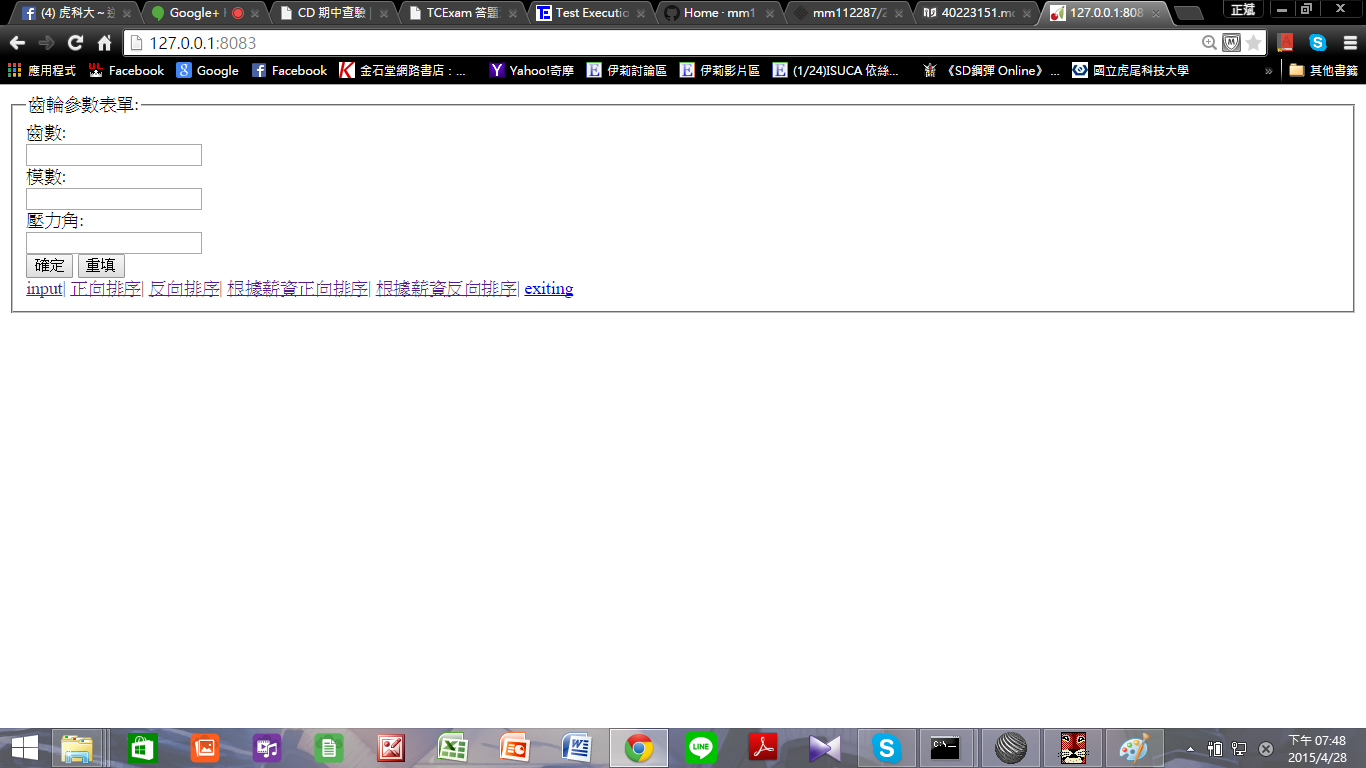 (4) 虎科大 ~
Google+
CD 期中查驗
TCExam 答題
Test Executio
Home · mm1
mm112287/2
40223151.mo
127.0.0.1:808
正斌
127.0.0.1:8083
應用程式
Facebook
Google
Facebook
金石堂網路書店：...
Yahoo!奇摩
伊莉討論區
伊莉影片區
(1/24)ISUCA 依絲...
《SD鋼彈 Online》...
國立虎尾科技大學
»
其他書籤
齒輪參數表單:
齒數:
模數:
壓力角:
確定 重填
input| 正向排序| 反向排序| 根據薪資正向排序| 根據薪資反向排序| exiting
LINE
C:\
下午 07:48
2015/4/28